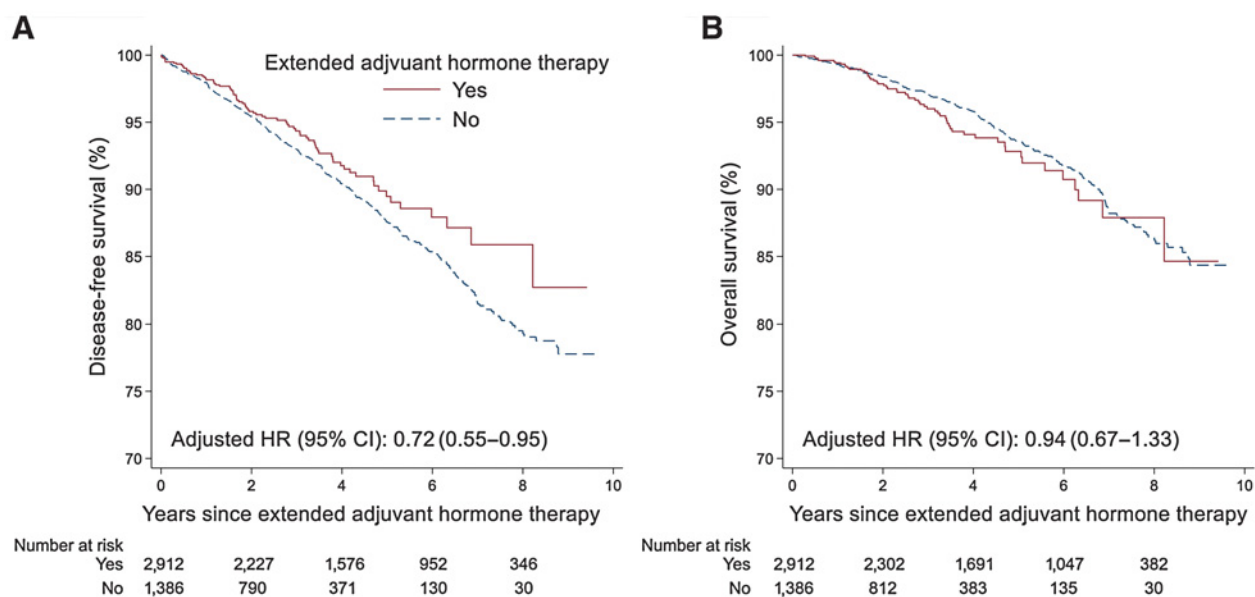 A
Extended adjvuant hormone therapy
Yes
No
Disease-free survival (%)
100
95
90
85
80
75
70
Adjusted HR (95% CI): 0.72 (0.55–0.95)
0 2 4 6 8 10
Years since extended adjuvant hormone therapy
Number at risk
Yes 2,912 2,227 1,576 952 346
No 1,386 790 371 130 30
B
Overall survival (%)
100
95
90
85
80
75
70
Adjusted HR (95% CI): 0.94 (0.67–1.33)
0 2 4 6 8 10
Years since extended adjuvant hormone therapy
Number at risk
Yes 2,912 2,302 1,691 1,047 382
No 1,386 812 383 135 30